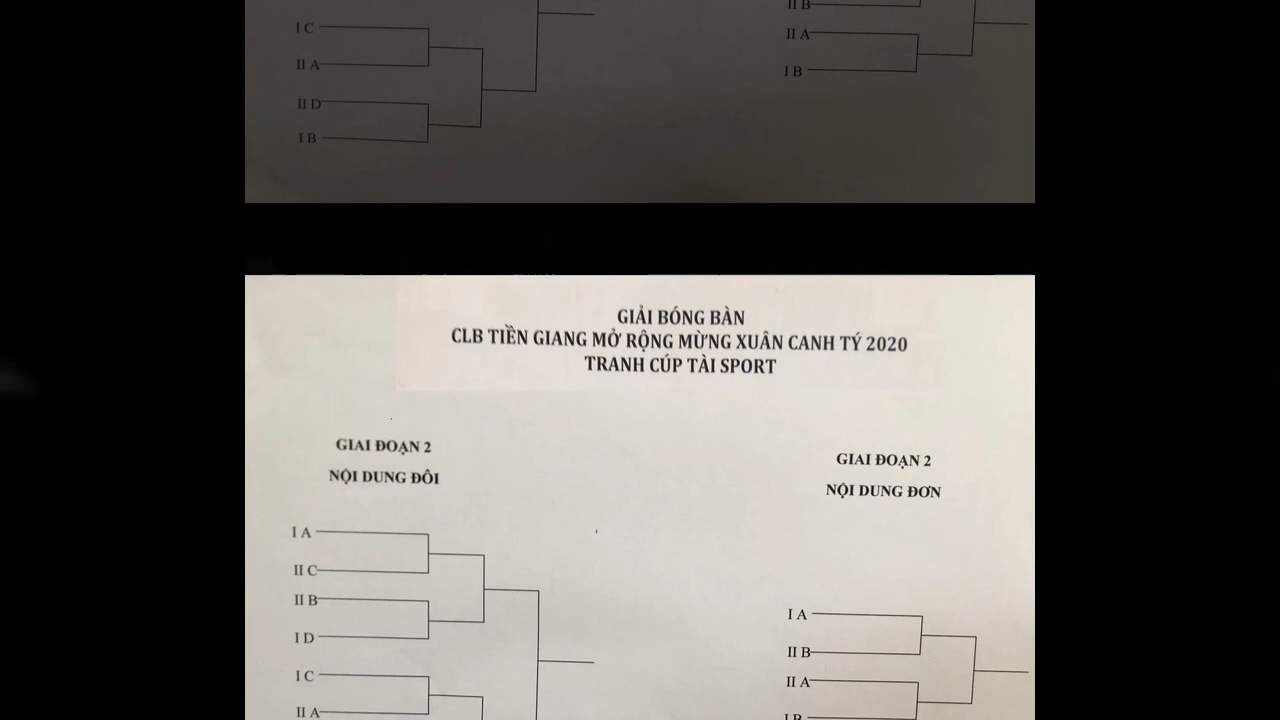 I C
II A
II D
I B
II B
II A
I B
GIẢI BÓNG BÀN
CLB TIỀN GIANG MỞ RỘNG MỪNG XUÂN CANH TÝ 2020
TRANH CÚP TÀI SPORT
GIAI ĐOẠN 2
NỘI DUNG ĐÔI
I A
II C
II B
I D
I C
II A
GIAI ĐOẠN 2
NỘI DUNG ĐƠN
I A
II B
II A
I B